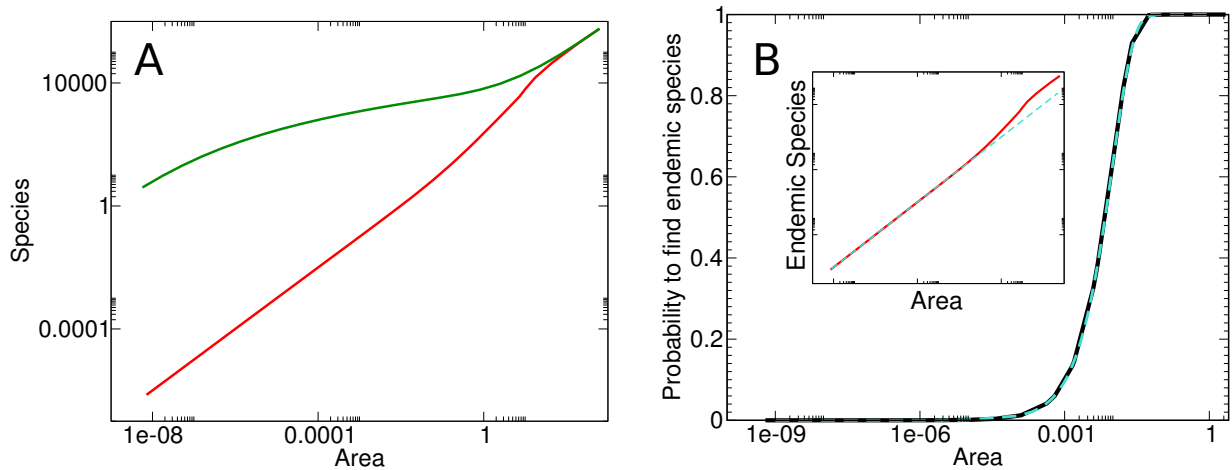 A
10000
1
0.0001
Species
1e-08
0.0001
1
Area
B
1
0.8
0.6
0.4
0.2
0
Probability to find endemic species
Endemic Species
Area
1e-09
1e-06
0.001
1
Area